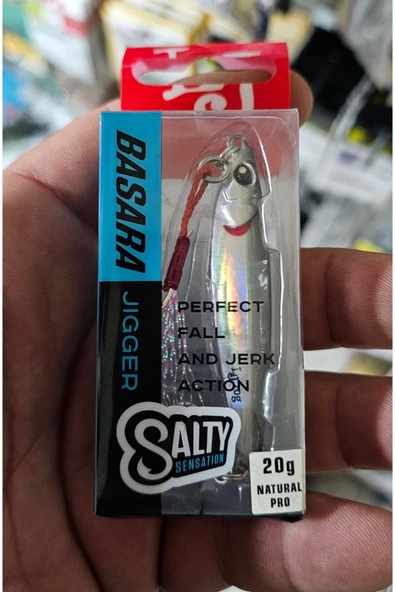 BASARA
JIGGER
PERFECT
FALL
AND JERK
ACTION
SALTY
SENSATION
20g
NATURAL
PRO